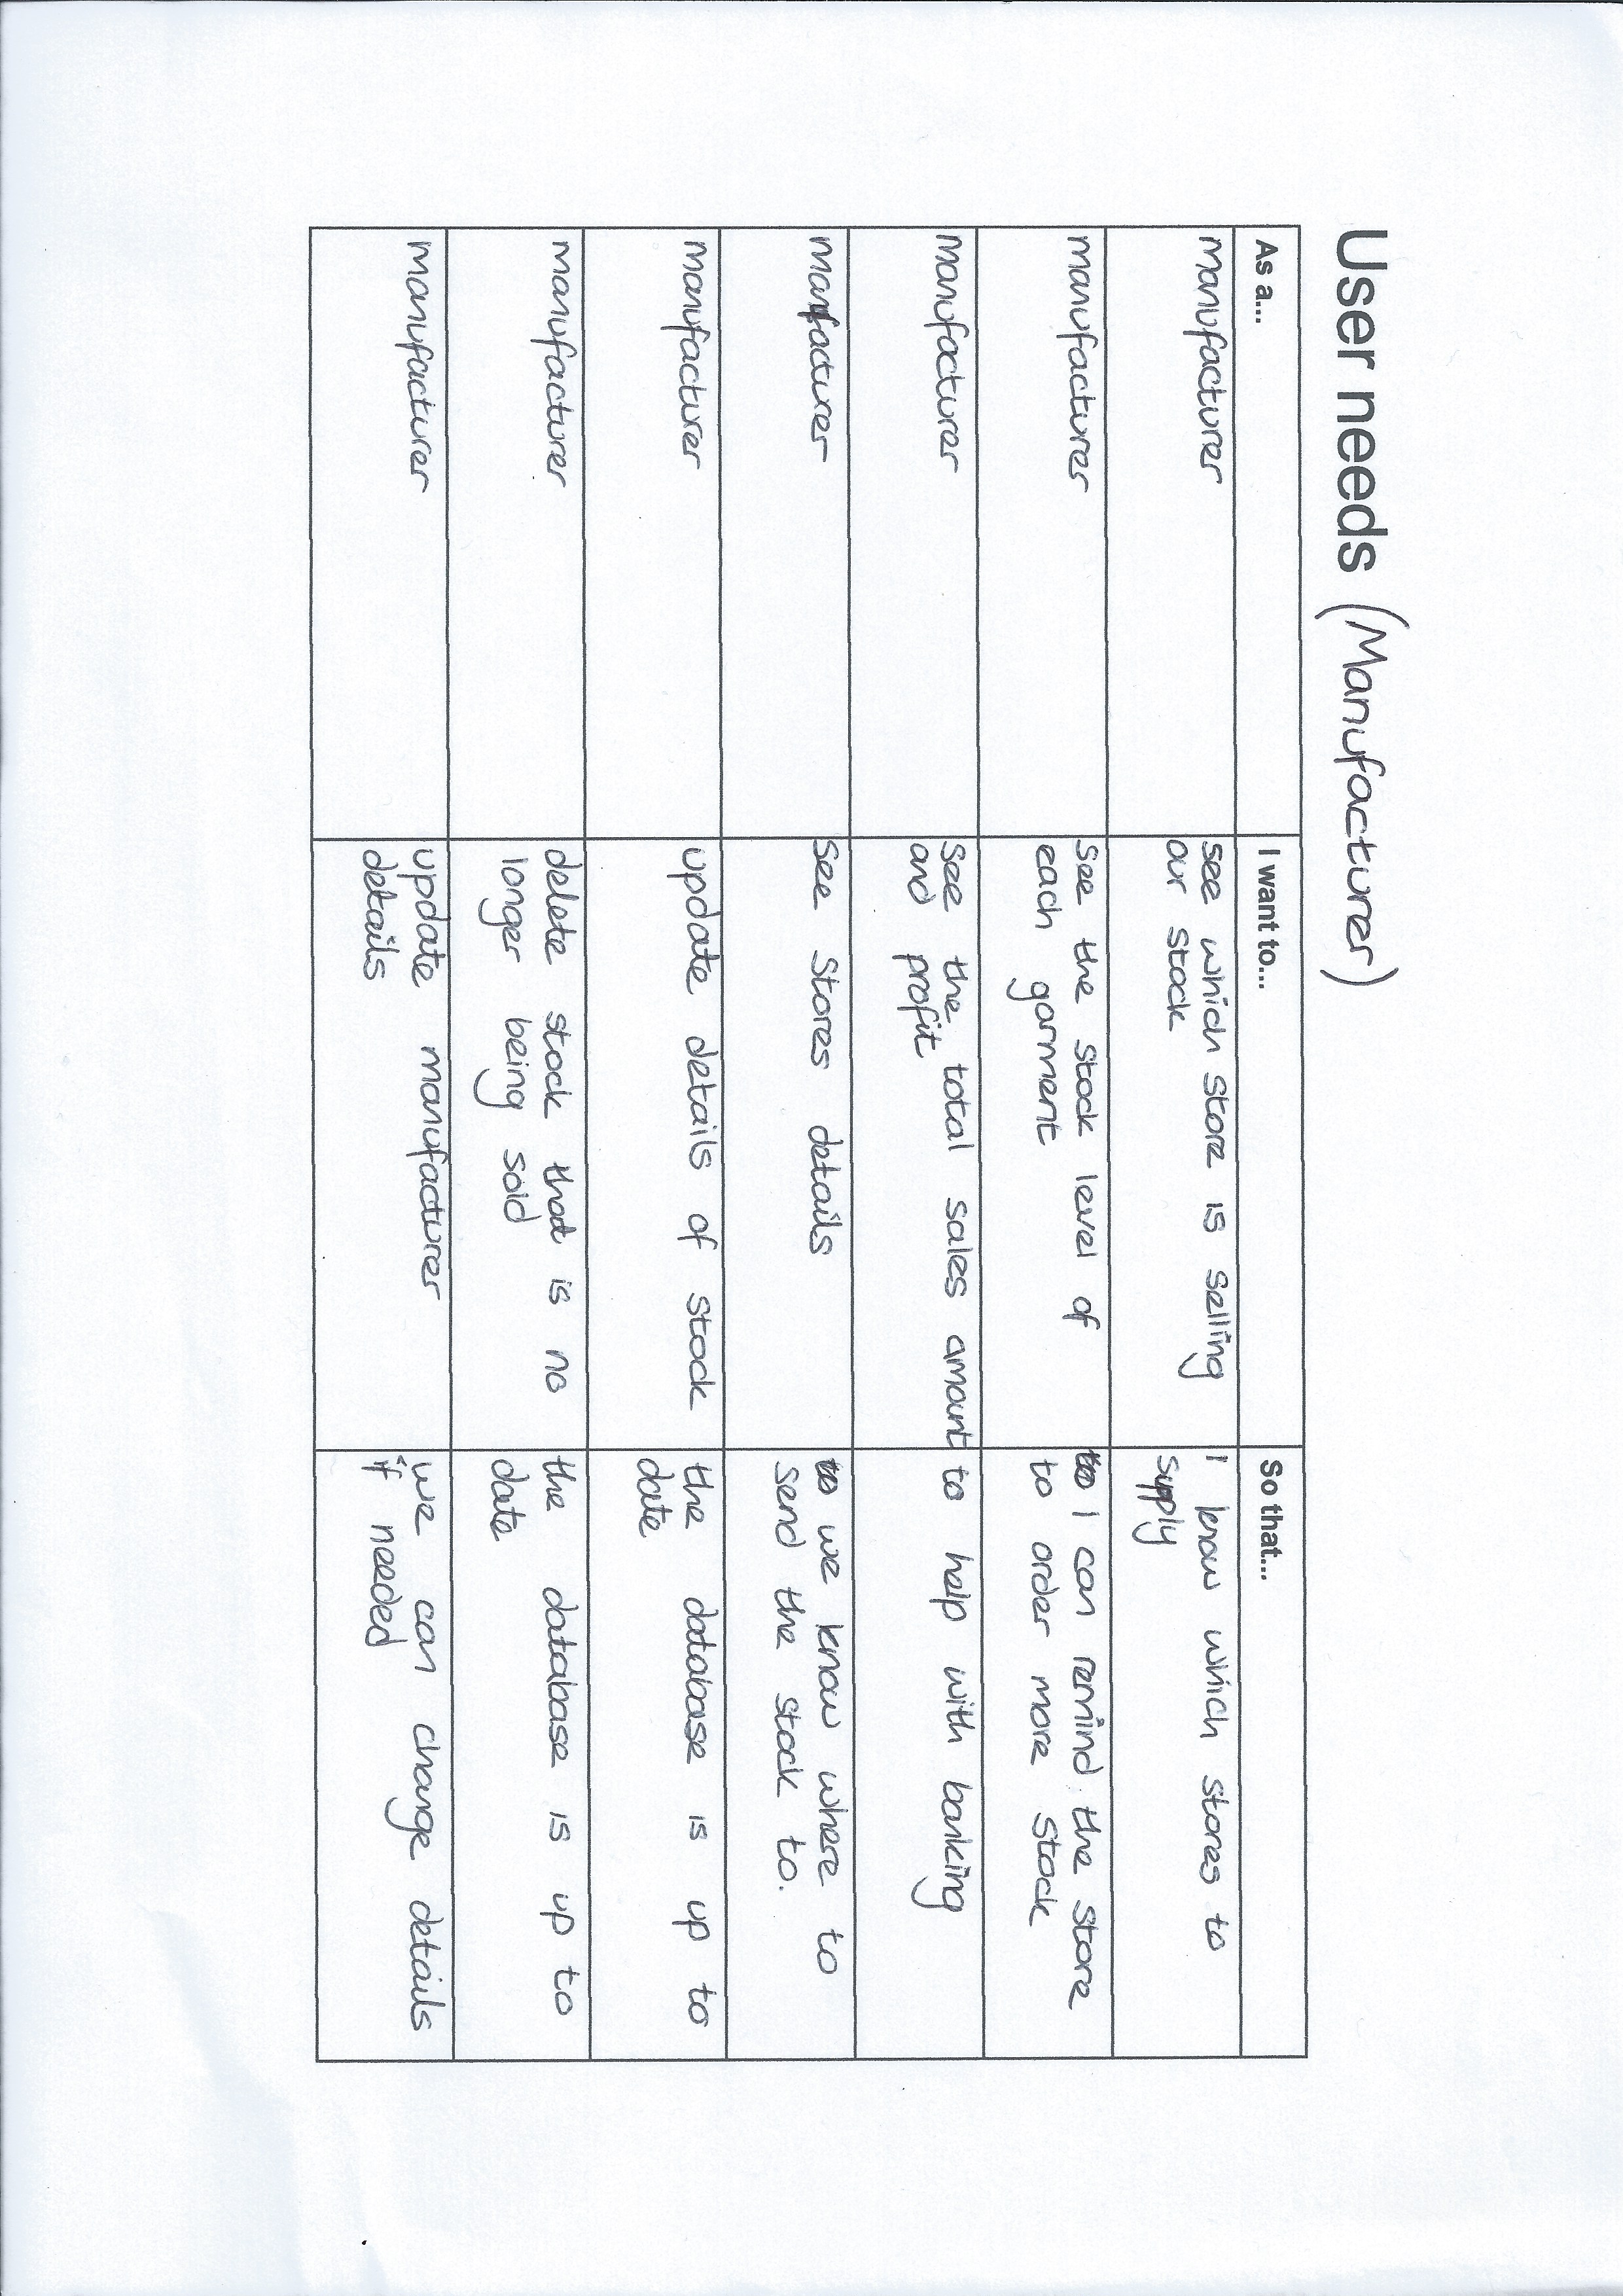 User needs (Manufacturer)
As a... I want to... So that...
manufacturer see which store is selling I know which stores to
our stock supply
manufacturer see the stock level of I can remind the store
each garment to order more stock
manufacturer see the total sales amount to help with banking
and profit
manufacturer see stores details we know where to
send the stock to.
manufacturer update details of stock the database is up to
date
manufacturer delete stock that is no the database is up to
longer being sold date
manufacturer update manufacturer we can change details
details if needed